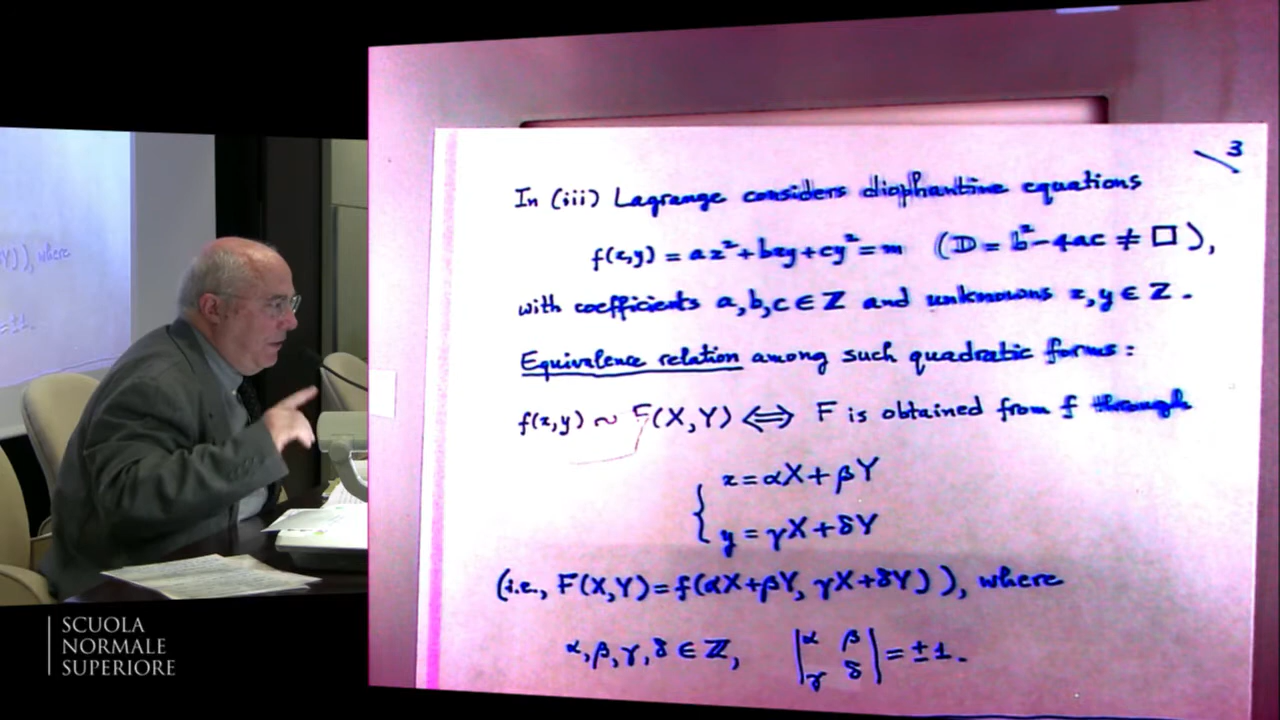 3
In (iii) Lagrange considers diophantine equations
f(x,y) = ax²+bxy+cy² = m (D = b²-4ac ≠ □),
with coefficients a,b,c ∈ Z and unknowns x,y ∈ Z.
Equivalence relation among such quadratic forms:
f(x,y) ~ F(X,Y) ⟺ F is obtained from f through
{ x = αX + βY
y = γX + δY
(i.e., F(X,Y) = f(αX+βY, γX+δY)), where
α,β,γ,δ ∈ Z, |α β
γ δ| = ±1.
Y)), where
=±1.
SCUOLA
NORMALE
SUPERIORE